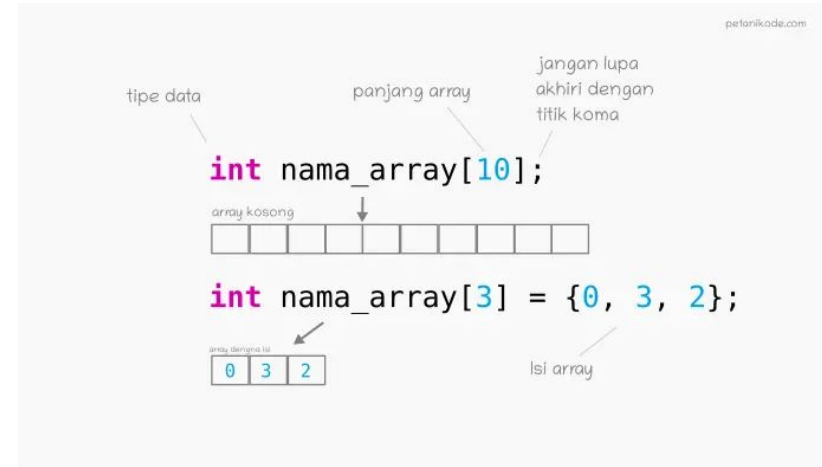 petanikode.com
tipe data
panjang array
jangan lupa
akhiri dengan
titik koma
int nama_array[10];
array kosong
int nama_array[3] = {0, 3, 2};
array dengna isi
0 3 2
Isi array